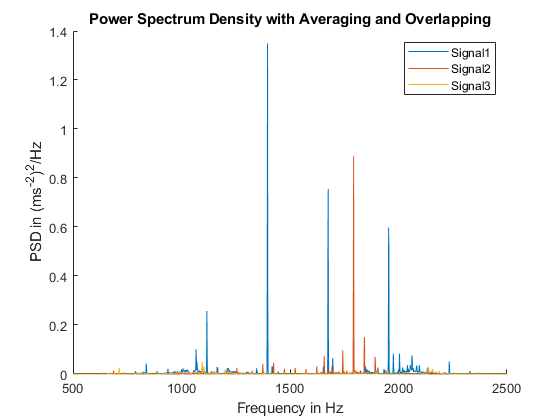 Power Spectrum Density with Averaging and Overlapping
1.4
1.2
1
0.8
0.6
0.4
0.2
0
PSD in (ms⁻²)²/Hz
Signal1
Signal2
Signal3
500
1000
1500
2000
2500
Frequency in Hz